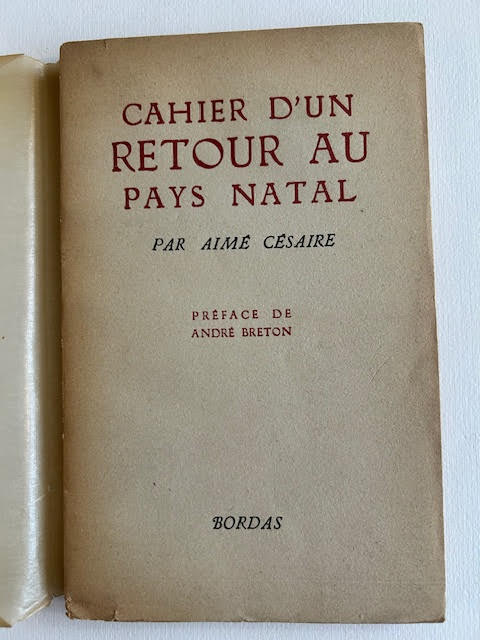 CAHIER D'UN
RETOUR AU
PAYS NATAL
PAR AIMÉ CÉSAIRE
PRÉFACE DE
ANDRÉ BRETON
BORDAS